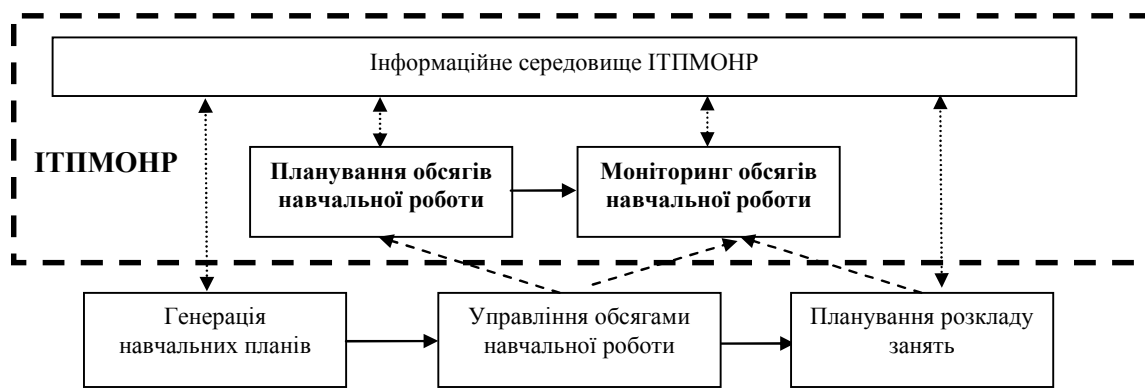 Інформаційне середовище ІТПМОНР
ІТПМОНР
Планування обсягів
навчальної роботи
Моніторинг обсягів
навчальної роботи
Генерація
навчальних планів
Управління обсягами
навчальної роботи
Планування розкладу
занять